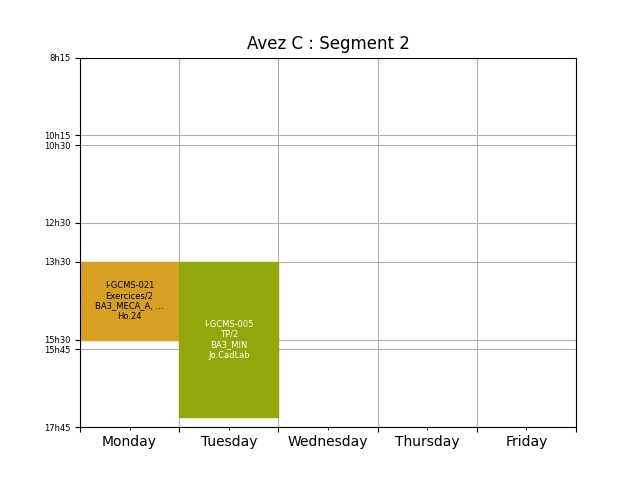 Avez C : Segment 2
8h15
10h15
10h30
12h30
13h30
I-GCMS-021
Exercices/2
BA3_MECA_A, ...
Ho.24
I-GCMS-005
TP/2
BA3_MIN
Jo.CadLab
15h30
15h45
17h45
Monday Tuesday Wednesday Thursday Friday